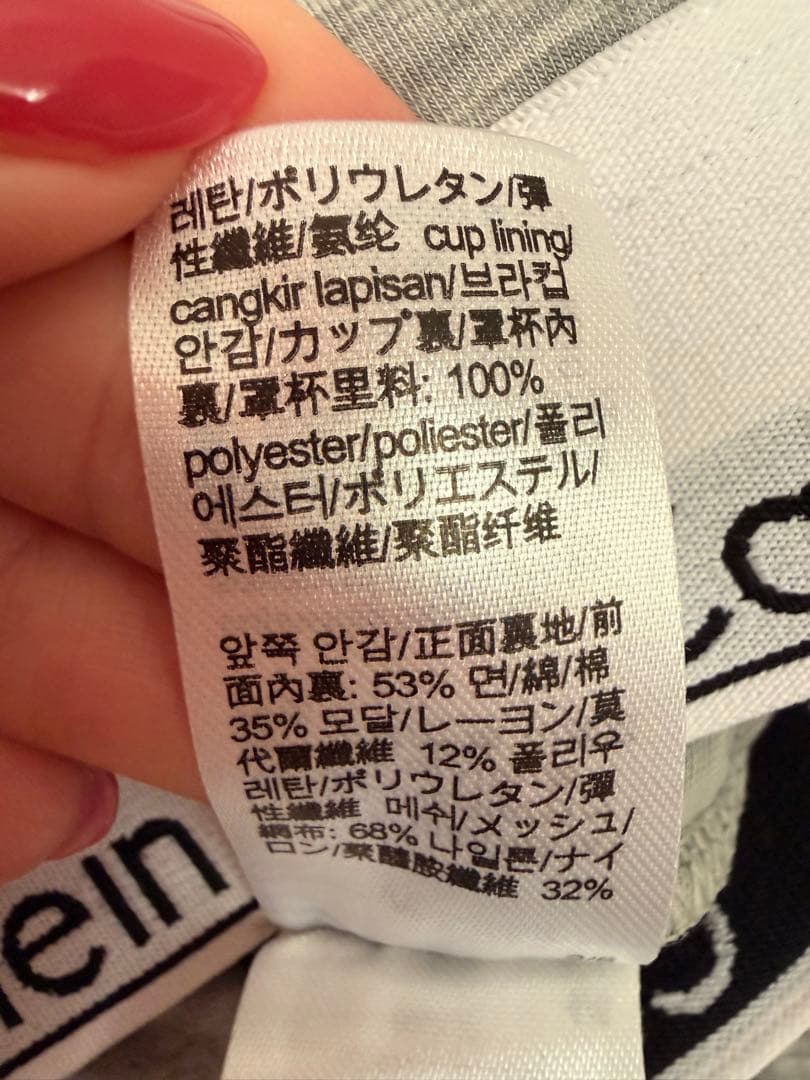 레탄/ポリウレタン/彈
性纖維/氨纶 cup lining/
cangkir lapisan/브라컵
안감/カップ裏/罩杯內
裏/罩杯里料: 100%
polyester/poliester/폴리
에스터/ポリエステル/
聚酯纖維/聚酯纤维
앞쪽 안감/正面裏地/前
面內裏: 53% 면/綿/棉
35% 모달/レーヨン/莫
代爾纖維 12% 폴리우
레탄/ポリウレタン/彈
性纖維 메쉬/メッシュ/
網布: 68% 나일론/ナイ
ロン/聚醯胺纖維 32%
ein